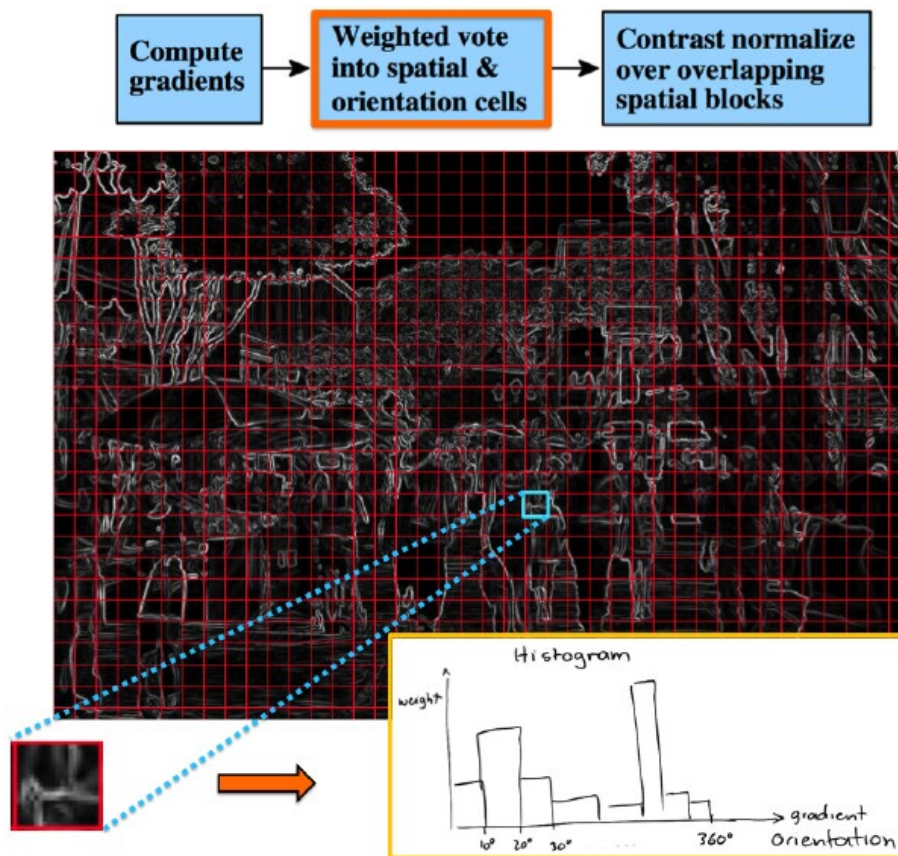 Compute
gradients
Weighted vote
into spatial &
orientation cells
Contrast normalize
over overlapping
spatial blocks
Histogram
weight
gradient
orientation
10° 20° 30° ..... 360°